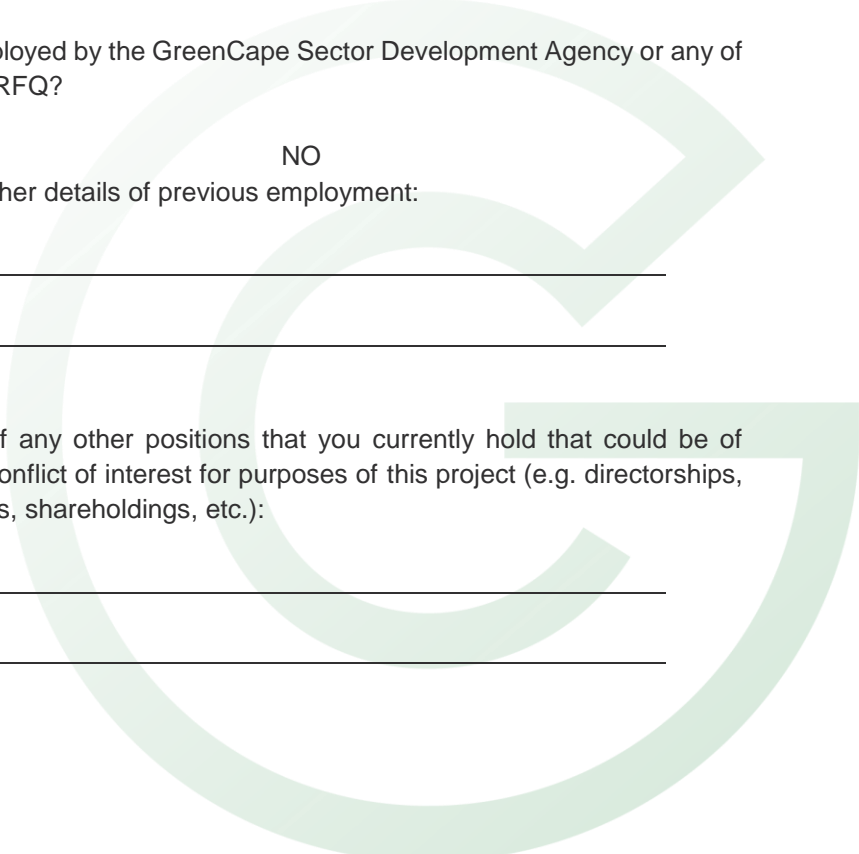 ployed by the GreenCape Sector Development Agency or any of
RFQ?
NO
her details of previous employment:
f any other positions that you currently hold that could be of
onflict of interest for purposes of this project (e.g. directorships,
s, shareholdings, etc.):